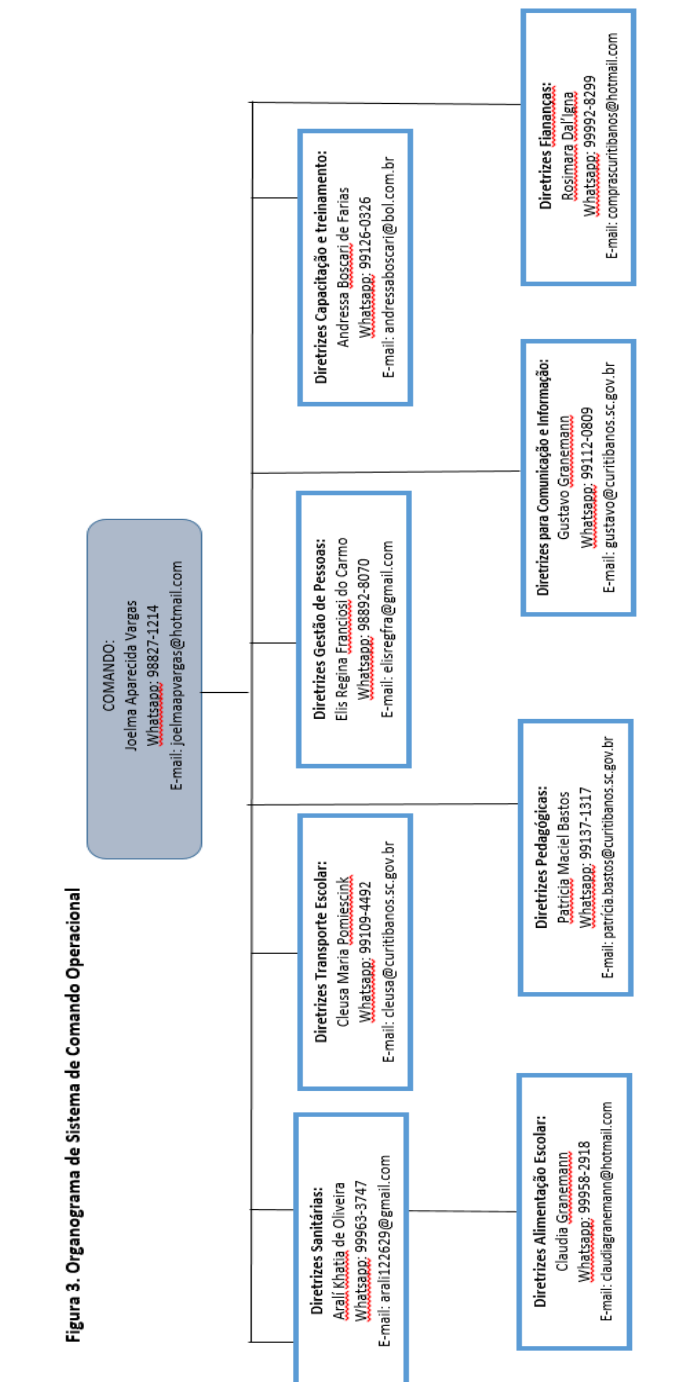 Figura 3. Organograma de Sistema de Comando Operacional
COMANDO:
Joelma Aparecida Vargas
Whatsapp: 98827-1214
E-mail: joelmaapvargas@hotmail.com
Diretrizes Sanitárias:
Aralí Khatia de Oliveira
Whatsapp: 99963-3747
E-mail: arali122629@gmail.com
Diretrizes Transporte Escolar:
Cleusa Maria Pomiescink
Whatsapp: 99109-4492
E-mail: cleusa@curitibanos.sc.gov.br
Diretrizes Gestão de Pessoas:
Elis Regina Franciosi do Carmo
Whatsapp: 98892-8070
E-mail: elisregfra@gmail.com
Diretrizes Capacitação e treinamento:
Andressa Boscari de Farias
Whatsapp: 99126-0326
E-mail: andressaboscari@bol.com.br
Diretrizes Alimentação Escolar:
Claudia Granemann
Whatsapp: 99958-2918
E-mail: claudiagranemann@hotmail.com
Diretrizes Pedagógicas:
Patrícia Maciel Bastos
Whatsapp: 99137-1317
E-mail: patrícia.bastos@curitibanos.sc.gov.br
Diretrizes para Comunicação e Informação:
Gustavo Granemann
Whatsapp: 99112-0809
E-mail: gustavo@curitibanos.sc.gov.br
Diretrizes Fiananças:
Rosimara Dal'Igna
Whatsapp: 99992-8299
E-mail: comprascuritibanos@hotmail.com